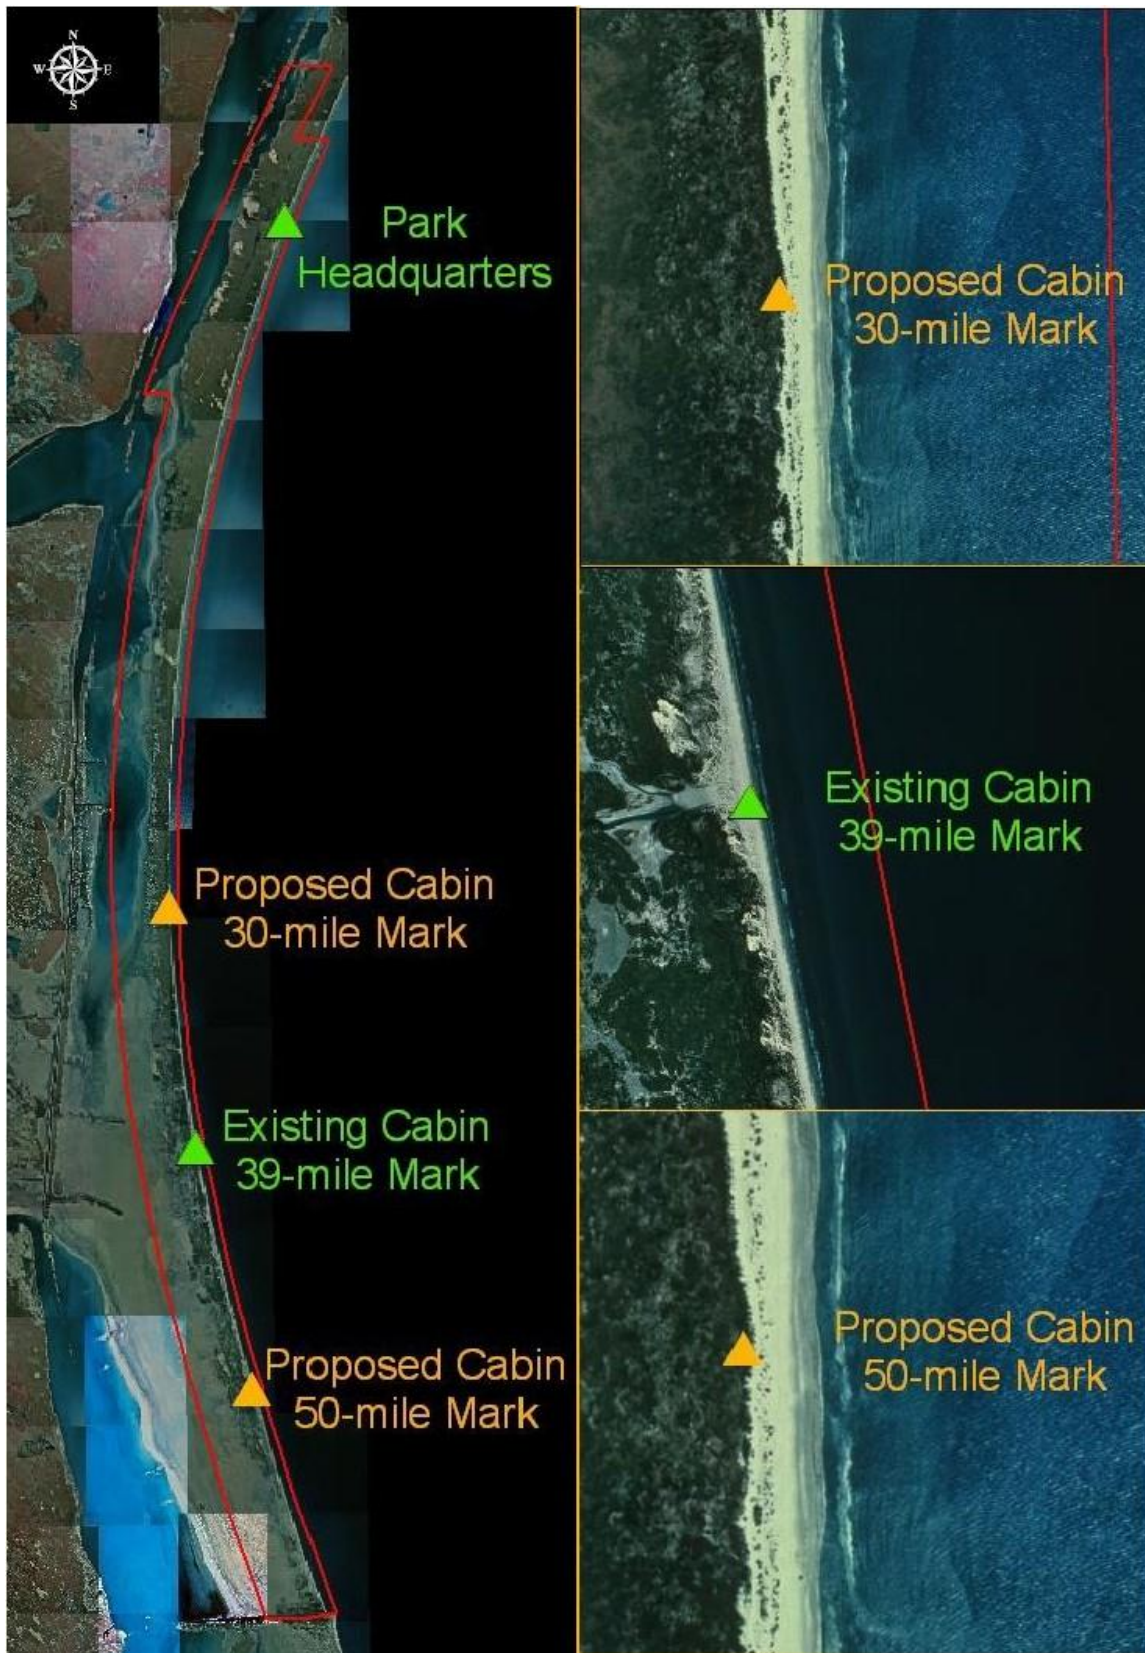 N
W E
S
Park
Headquarters
Proposed Cabin
30-mile Mark
Existing Cabin
39-mile Mark
Proposed Cabin
50-mile Mark
Proposed Cabin
30-mile Mark
Existing Cabin
39-mile Mark
Proposed Cabin
50-mile Mark